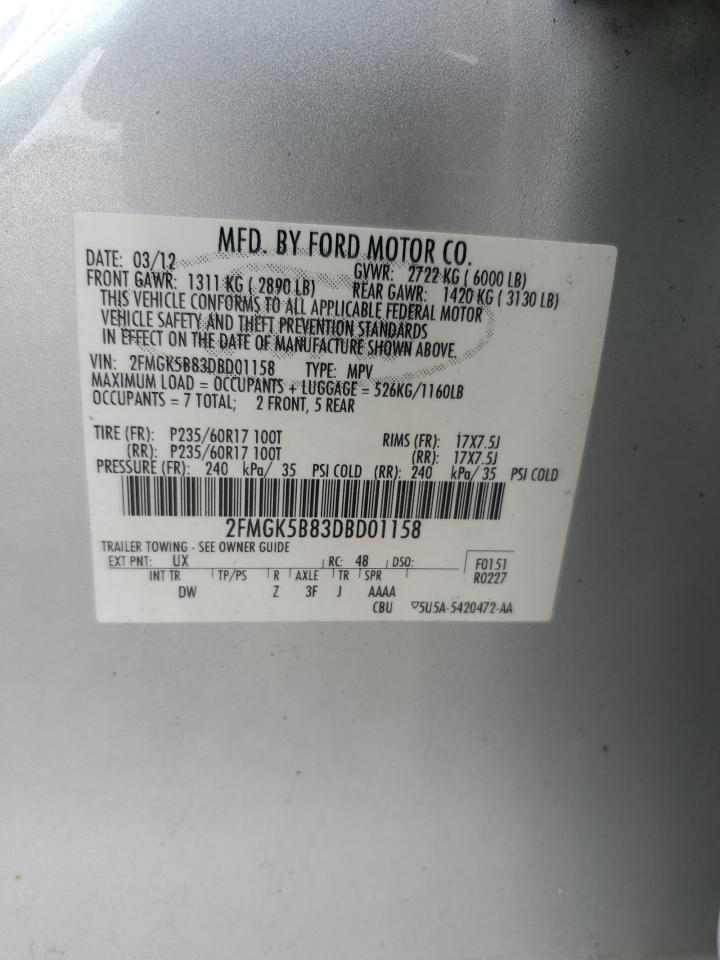 MFD. BY FORD MOTOR CO.
DATE: 03/12 GVWR: 2722 KG ( 6000 LB)
FRONT GAWR: 1311 KG ( 2890 LB) REAR GAWR: 1420 KG ( 3130 LB)
THIS VEHICLE CONFORMS TO ALL APPLICABLE FEDERAL MOTOR
VEHICLE SAFETY AND THEFT PREVENTION STANDARDS
IN EFFECT ON THE DATE OF MANUFACTURE SHOWN ABOVE.
VIN: 2FMGK5B83DBD01158 TYPE: MPV
MAXIMUM LOAD = OCCUPANTS + LUGGAGE = 526KG/1160LB
OCCUPANTS = 7 TOTAL; 2 FRONT, 5 REAR
TIRE (FR): P235/60R17 100T RIMS (FR): 17X7.5J
(RR): P235/60R17 100T (RR): 17X7.5J
PRESSURE (FR): 240 kPa/ 35 PSI COLD (RR): 240 kPa/ 35 PSI COLD
2FMGK5B83DBD01158
TRAILER TOWING - SEE OWNER GUIDE
EXT PNT: UX RC: 48 DSO: F0151
INT TR TP/PS R AXLE TR SPR R0227
DW Z 3F J AAAA
CBU ▽5U5A-5420472-AA